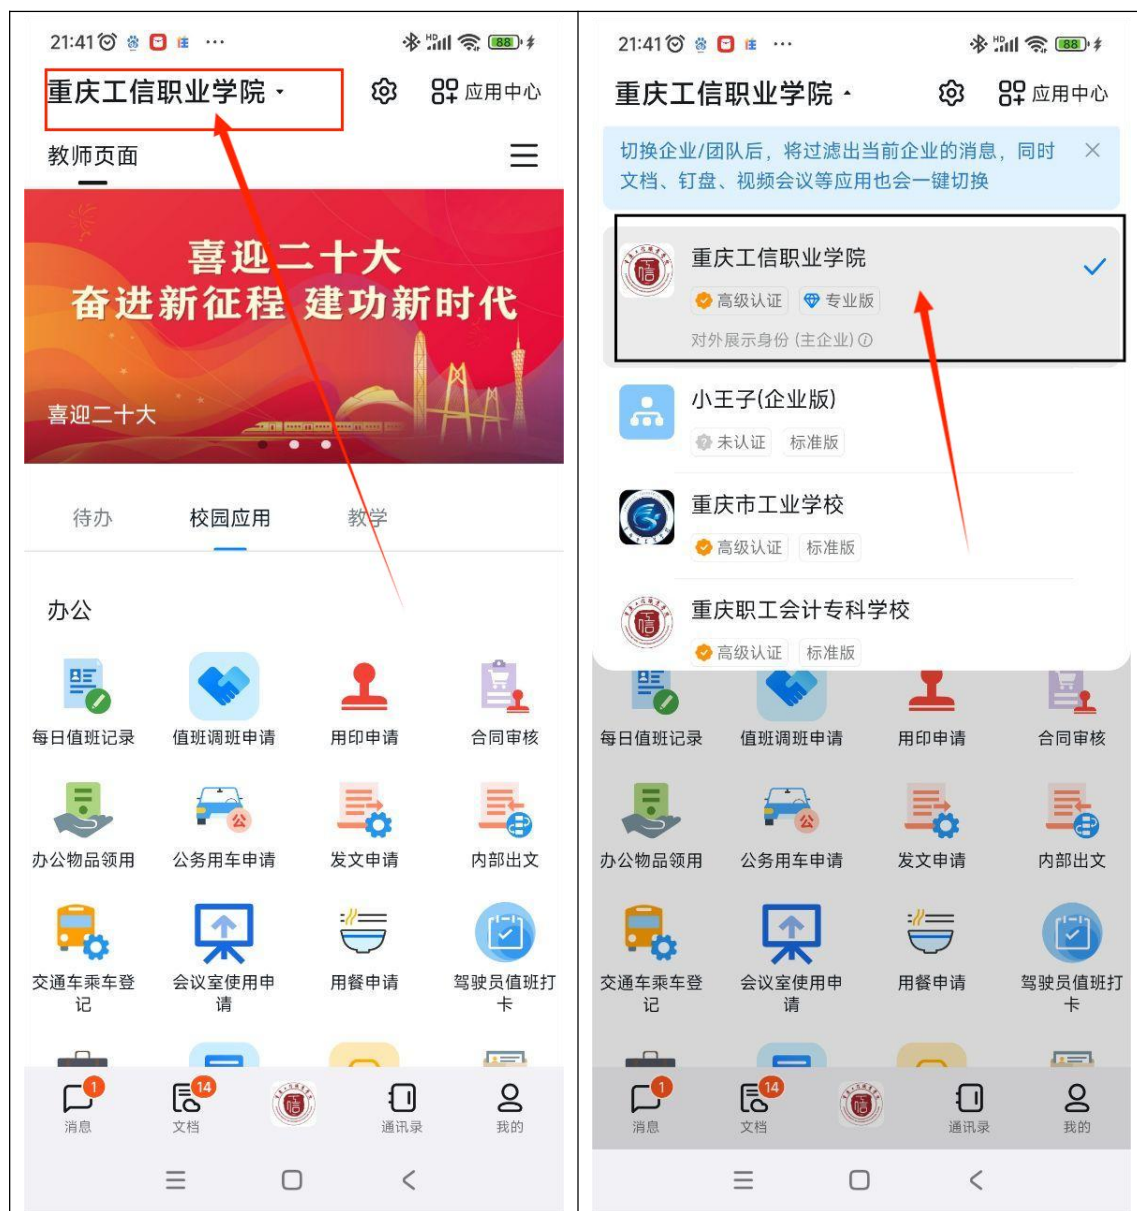 21:41
88
重庆工信职业学院
应用中心
教师页面
喜迎二十大
奋进新征程 建功新时代
喜迎二十大
待办 校园应用 教学
办公
每日值班记录 值班调班申请 用印申请 合同审核
公
办公物品领用 公务用车申请 发文申请 内部出文
交通车乘车登记 会议室使用申请 用餐申请 驾驶员值班打卡
1 14
消息 文档 通讯录 我的
21:41
88
重庆工信职业学院
应用中心
切换企业/团队后，将过滤出当前企业的消息，同时
文档、钉盘、视频会议等应用也会一键切换
重庆工信职业学院
高级认证 专业版
对外展示身份 (主企业)
小王子(企业版)
未认证 标准版
重庆市工业学校
高级认证 标准版
重庆职工会计专科学校
高级认证 标准版
每日值班记录 值班调班申请 用印申请 合同审核
公
办公物品领用 公务用车申请 发文申请 内部出文
交通车乘车登记 会议室使用申请 用餐申请 驾驶员值班打卡
1 14
消息 文档 通讯录 我的